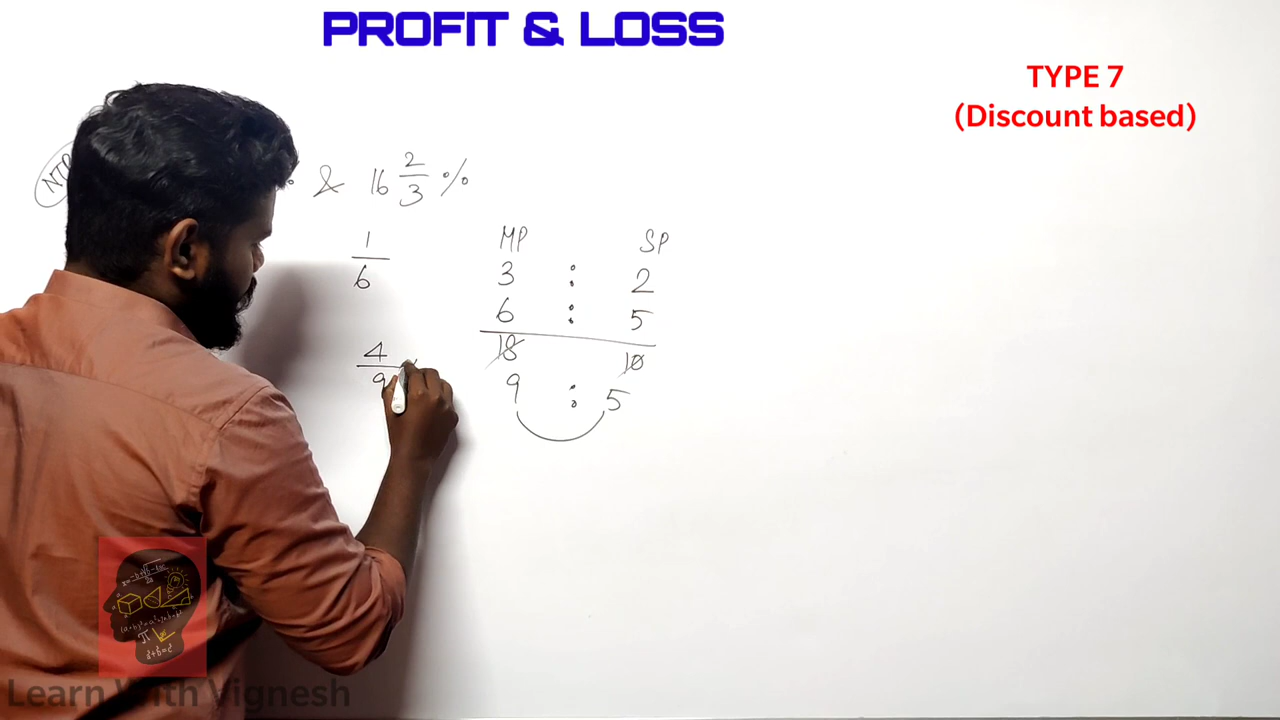 PROFIT & LOSS
TYPE 7
(Discount based)
& 16 2/3 %
1/6
MP SP
3 : 2
6 : 5
18 10
9 : 5
4/9
Learn With Vignesh